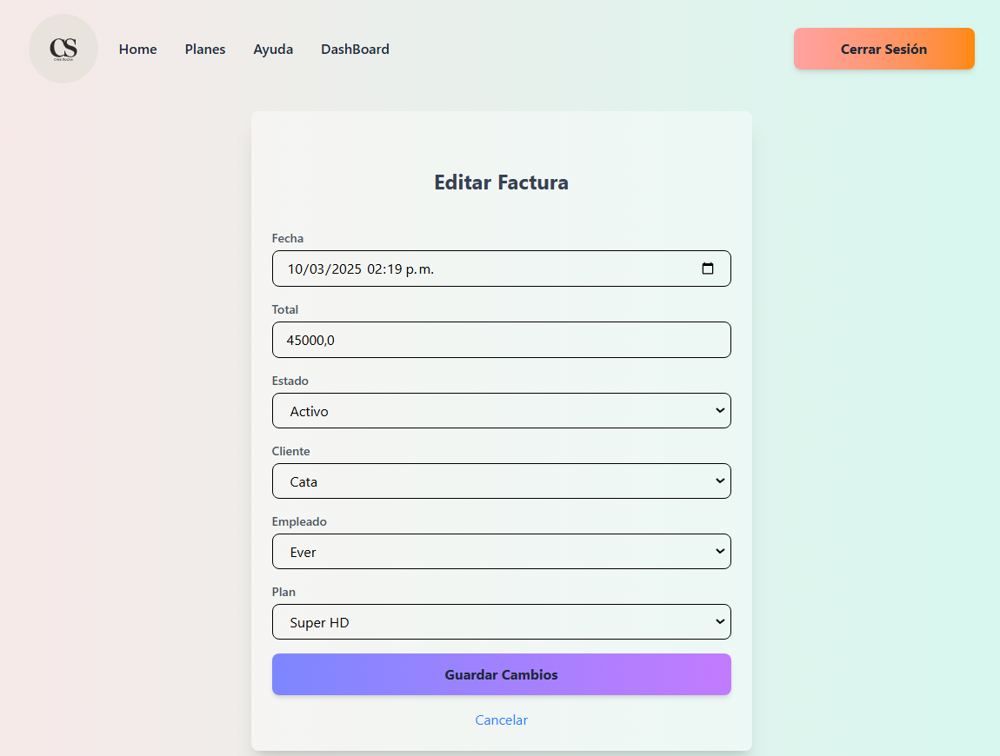 CS
Home
Planes
Ayuda
DashBoard
Cerrar Sesión
Editar Factura
Fecha
10/03/2025 02:19 p.m.
Total
45000,0
Estado
Activo
Cliente
Cata
Empleado
Ever
Plan
Super HD
Guardar Cambios
Cancelar